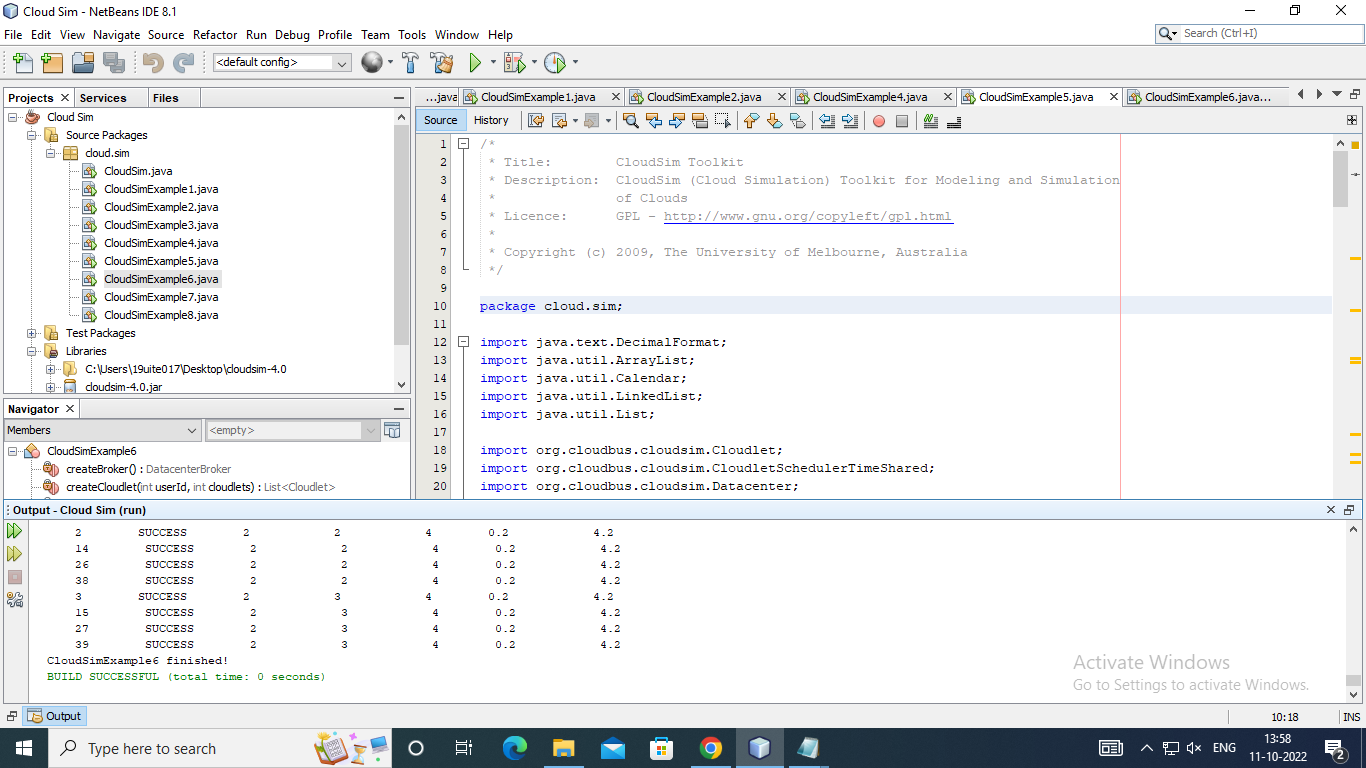 Cloud Sim - NetBeans IDE 8.1
File Edit View Navigate Source Refactor Run Debug Profile Team Tools Window Help
Search (Ctrl+I)
<default config>
Projects Services Files
Cloud Sim
Source Packages
cloud.sim
CloudSim.java
CloudSimExample1.java
CloudSimExample2.java
CloudSimExample3.java
CloudSimExample4.java
CloudSimExample5.java
CloudSimExample6.java
CloudSimExample7.java
CloudSimExample8.java
Test Packages
Libraries
C:\Users\19uite017\Desktop\cloudsim-4.0
cloudsim-4.0.jar
Navigator
Members <empty>
CloudSimExample6
createBroker() : DatacenterBroker
createCloudlet(int userId, int cloudlets) : List<Cloudlet>
...java CloudSimExample1.java CloudSimExample2.java CloudSimExample4.java CloudSimExample5.java CloudSimExample6.java...
Source History
1 /*
2 * Title: CloudSim Toolkit
3 * Description: CloudSim (Cloud Simulation) Toolkit for Modeling and Simulation
4 * of Clouds
5 * Licence: GPL - http://www.gnu.org/copyleft/gpl.html
6 *
7 * Copyright (c) 2009, The University of Melbourne, Australia
8 */
9
10 package cloud.sim;
11
12 import java.text.DecimalFormat;
13 import java.util.ArrayList;
14 import java.util.Calendar;
15 import java.util.LinkedList;
16 import java.util.List;
17
18 import org.cloudbus.cloudsim.Cloudlet;
19 import org.cloudbus.cloudsim.CloudletSchedulerTimeShared;
20 import org.cloudbus.cloudsim.Datacenter;
Output - Cloud Sim (run)
2 SUCCESS 2 2 4 0.2 4.2
14 SUCCESS 2 2 4 0.2 4.2
26 SUCCESS 2 2 4 0.2 4.2
38 SUCCESS 2 2 4 0.2 4.2
3 SUCCESS 2 3 4 0.2 4.2
15 SUCCESS 2 3 4 0.2 4.2
27 SUCCESS 2 3 4 0.2 4.2
39 SUCCESS 2 3 4 0.2 4.2
CloudSimExample6 finished!
BUILD SUCCESSFUL (total time: 0 seconds)
Activate Windows
Go to Settings to activate Windows.
Output
10:18 INS
Type here to search
ENG
13:58
11-10-2022
2